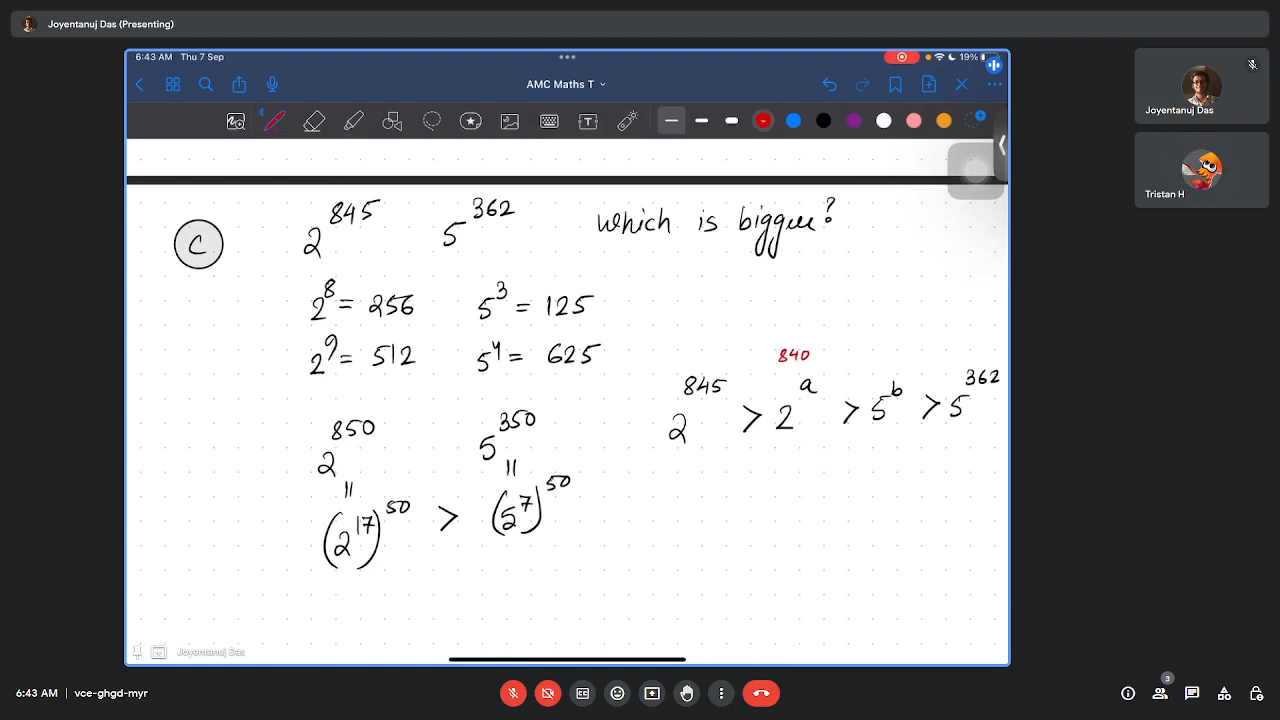 Joyentanuj Das (Presenting)
6:43 AM Thu 7 Sep
19%
AMC Maths T
Joyentanuj Das
Tristan H
C
2^845 5^362 Which is bigger?
2^8 = 256 5^3 = 125
2^9 = 512 5^4 = 625
840
2^845 > 2^a > 5^b > 5^362
2^850 5^350
= =
(2^17)^50 > (5^7)^50
Joyentanuj Das
6:43 AM | vce-ghgd-myr
3